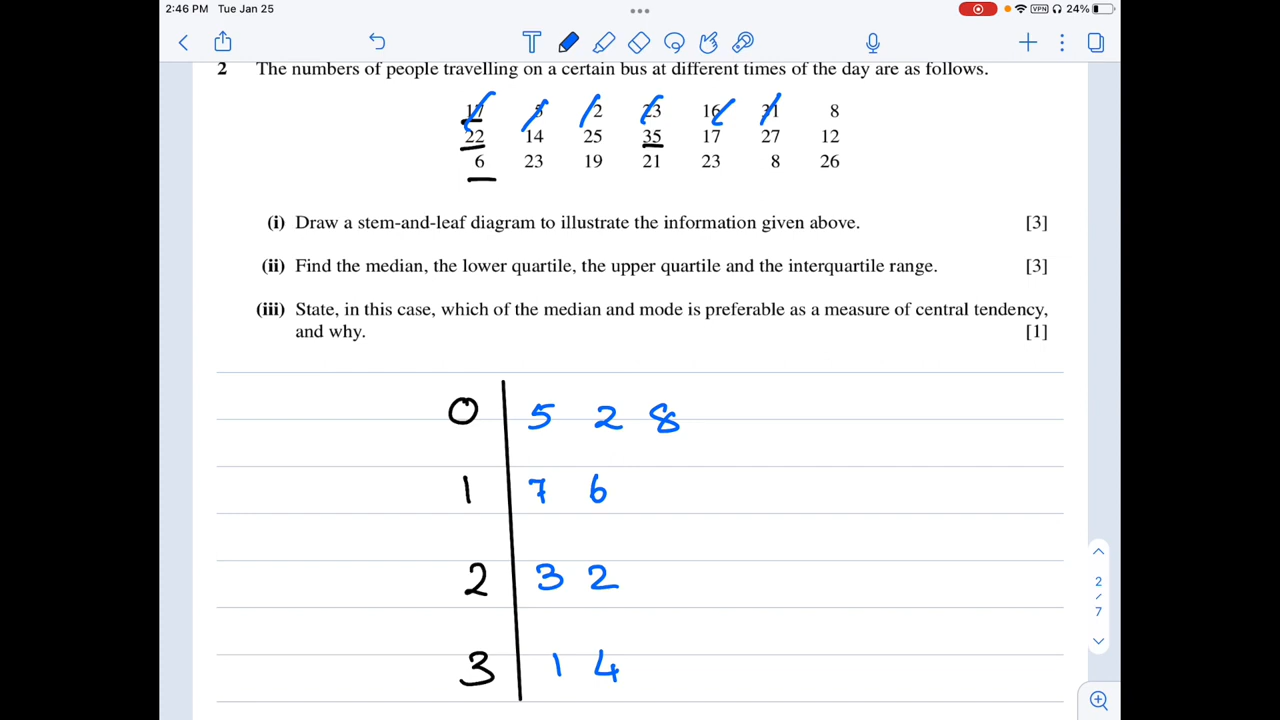 2:46 PM Tue Jan 25
VPN 24%
T
2 The numbers of people travelling on a certain bus at different times of the day are as follows.
17 5 2 23 16 31 8
22 14 25 35 17 27 12
6 23 19 21 23 8 26
(i) Draw a stem-and-leaf diagram to illustrate the information given above. [3]
(ii) Find the median, the lower quartile, the upper quartile and the interquartile range. [3]
(iii) State, in this case, which of the median and mode is preferable as a measure of central tendency,
and why. [1]
0 5 2 8
1 7 6
2 3 2
3 1 4
2
/
7